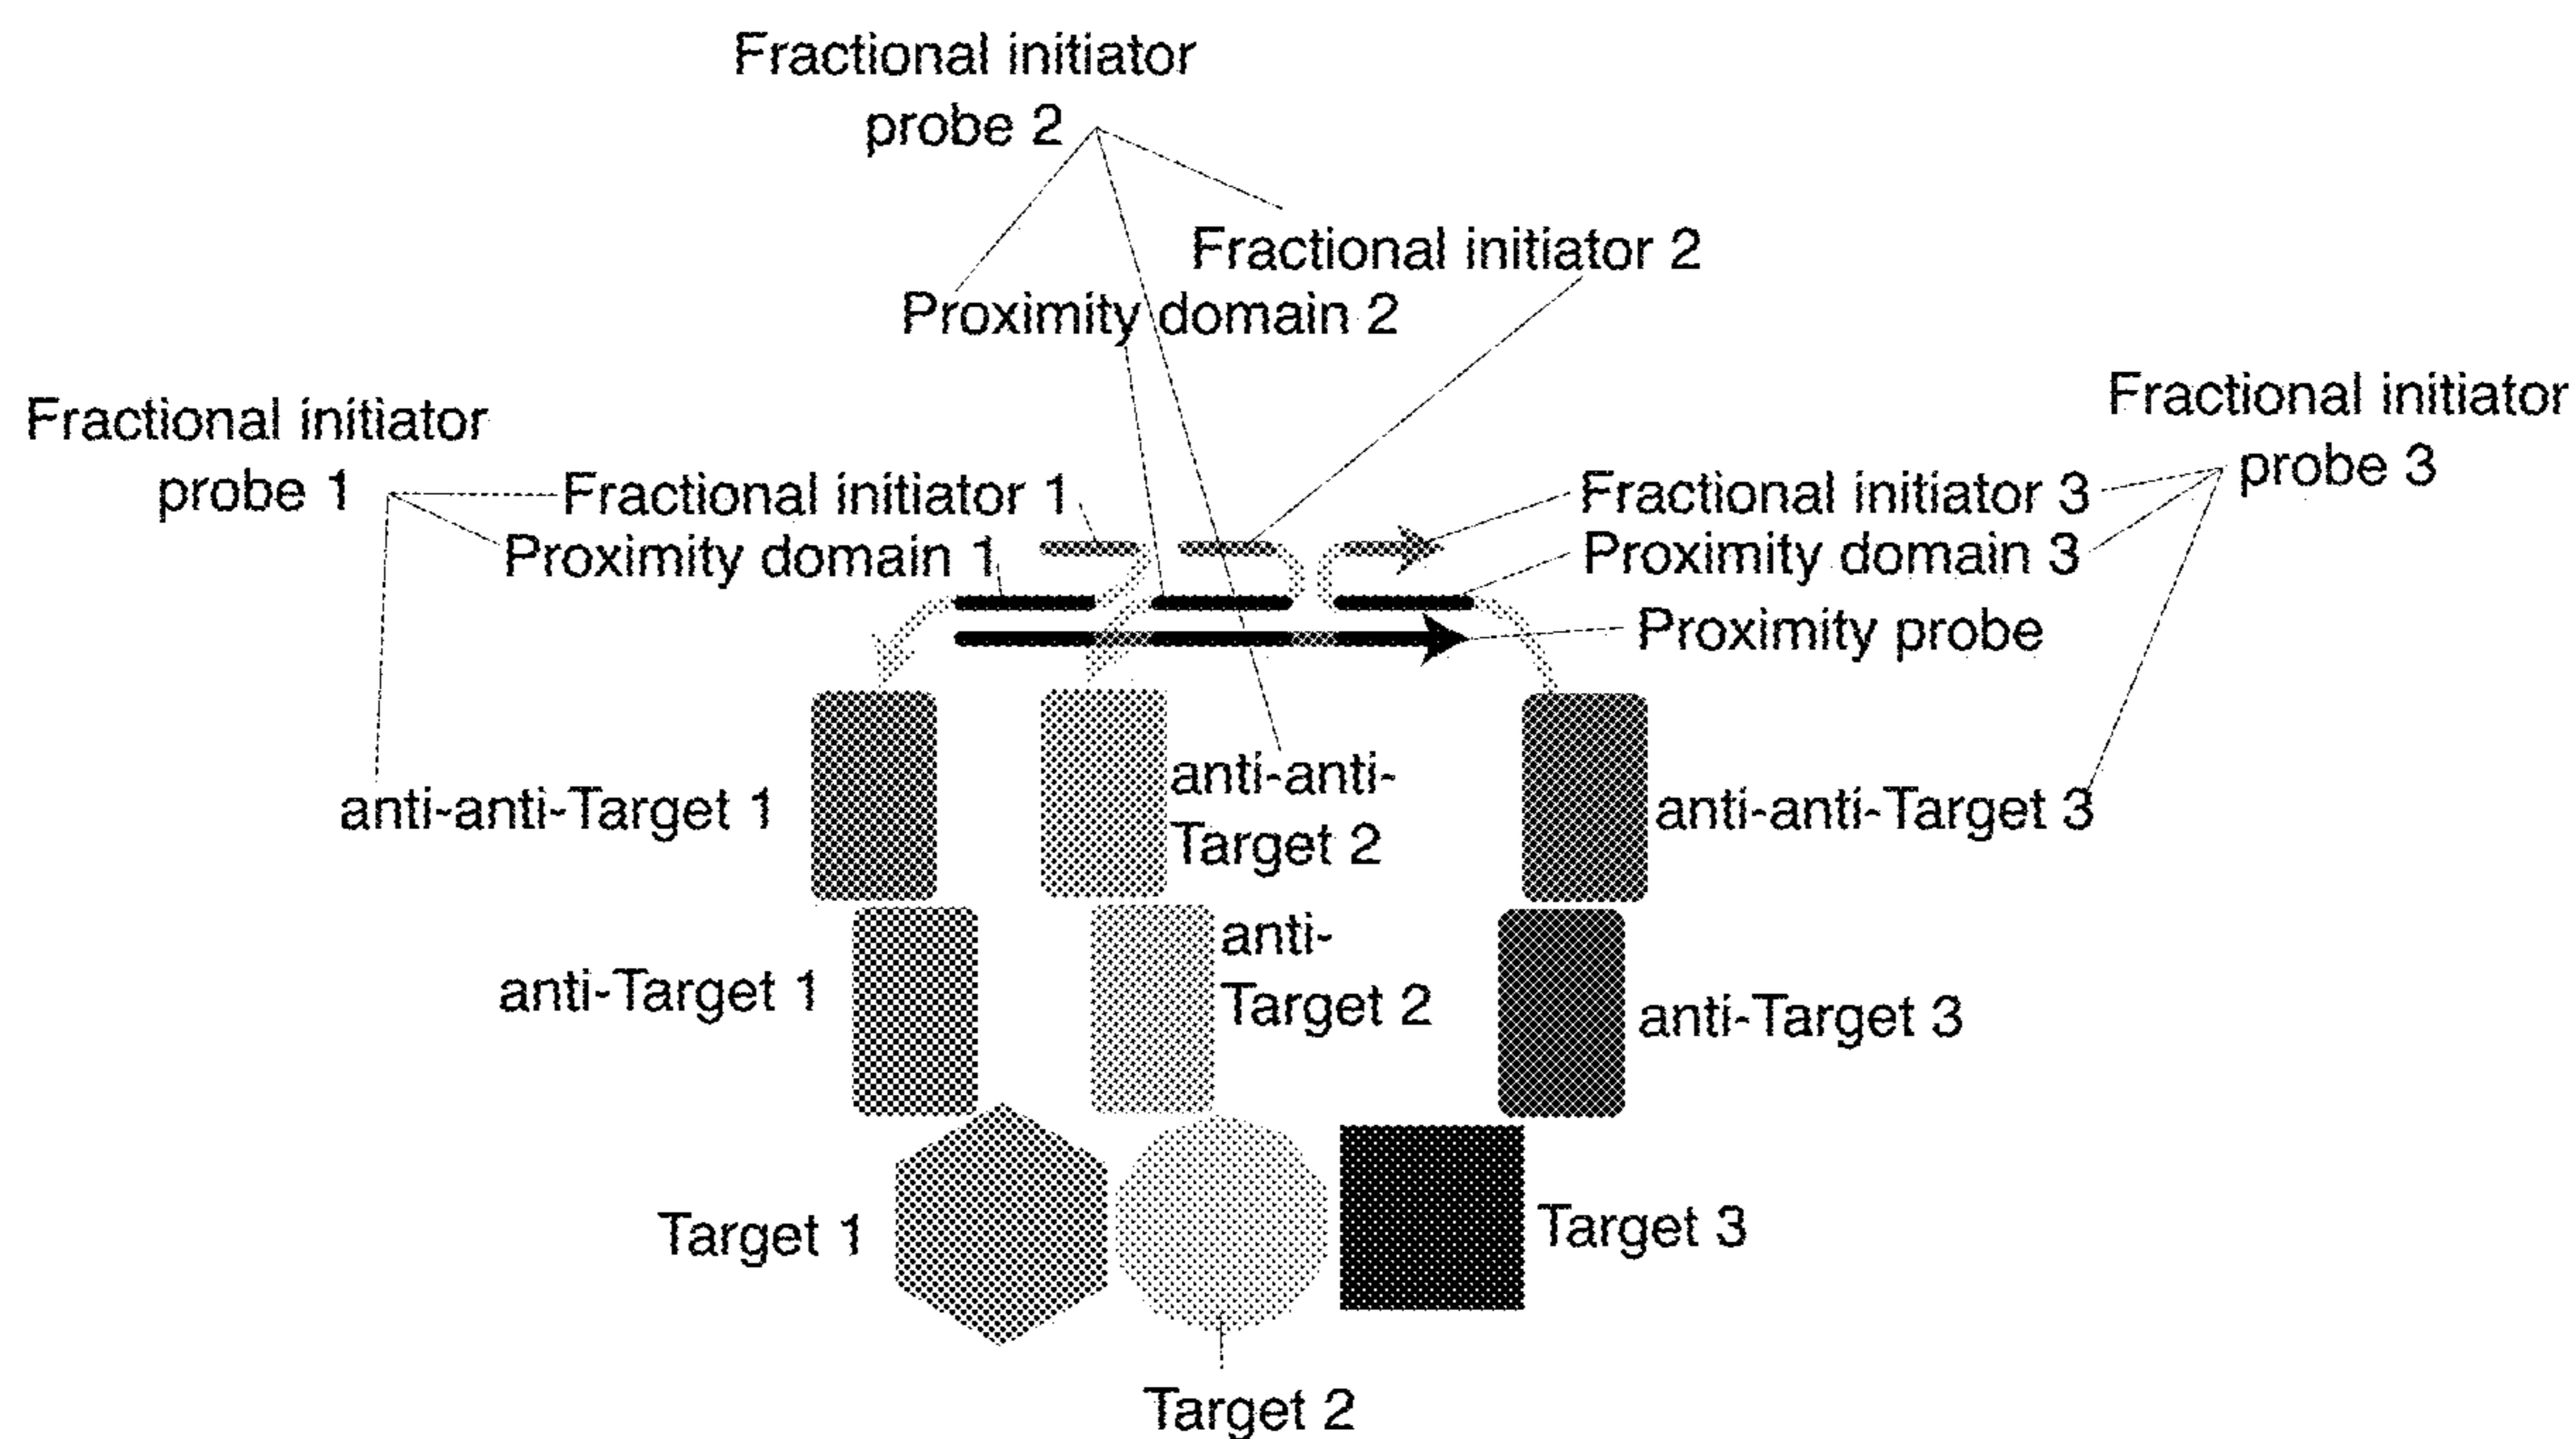 Fractional initiator
probe 2
Fractional initiator 2
Proximity domain 2
Fractional initiator
probe 1
Fractional initiator 1
Proximity domain 1
Fractional initiator
probe 3
Fractional initiator 3
Proximity domain 3
Proximity probe
anti-anti-Target 1
anti-anti-
Target 2
anti-anti-Target 3
anti-Target 1
anti-
Target 2
anti-Target 3
Target 1
Target 3
Target 2